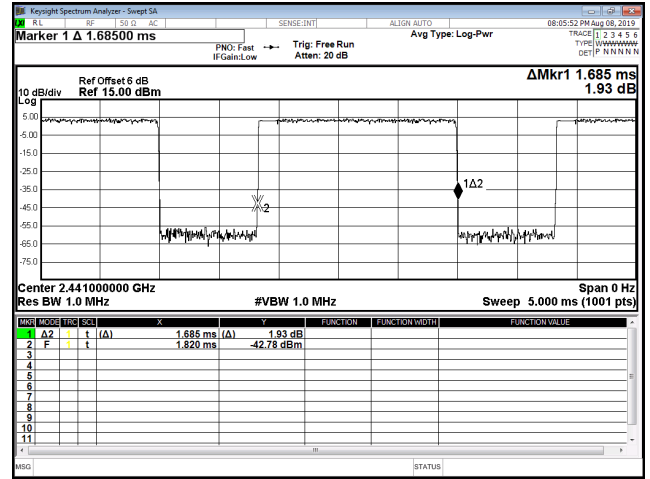 Keysight Spectrum Analyzer - Swept SA
RL RF 50 Ω AC SENSE:INT ALIGN AUTO 08:05:52 PM Aug 08, 2019
Marker 1 Δ 1.68500 ms Avg Type: Log-Pwr TRACE 1 2 3 4 5 6
PNO: Fast Trig: Free Run TYPE WWWWWW
IFGain:Low Atten: 20 dB DET P N N N N N
ΔMkr1 1.685 ms
1.93 dB
Ref Offset 6 dB
10 dB/div Ref 15.00 dBm
Log
5.00
-5.00
-15.0
-25.0
-35.0
-45.0
-55.0
-65.0
-75.0
1Δ2
2
Center 2.441000000 GHz Span 0 Hz
Res BW 1.0 MHz #VBW 1.0 MHz Sweep 5.000 ms (1001 pts)
MKR MODE TRC SCL X Y FUNCTION FUNCTION WIDTH FUNCTION VALUE
1 Δ2 1 t (Δ) 1.685 ms (Δ) 1.93 dB
2 F 1 t 1.820 ms -42.78 dBm
3
4
5
6
7
8
9
10
11
MSG STATUS